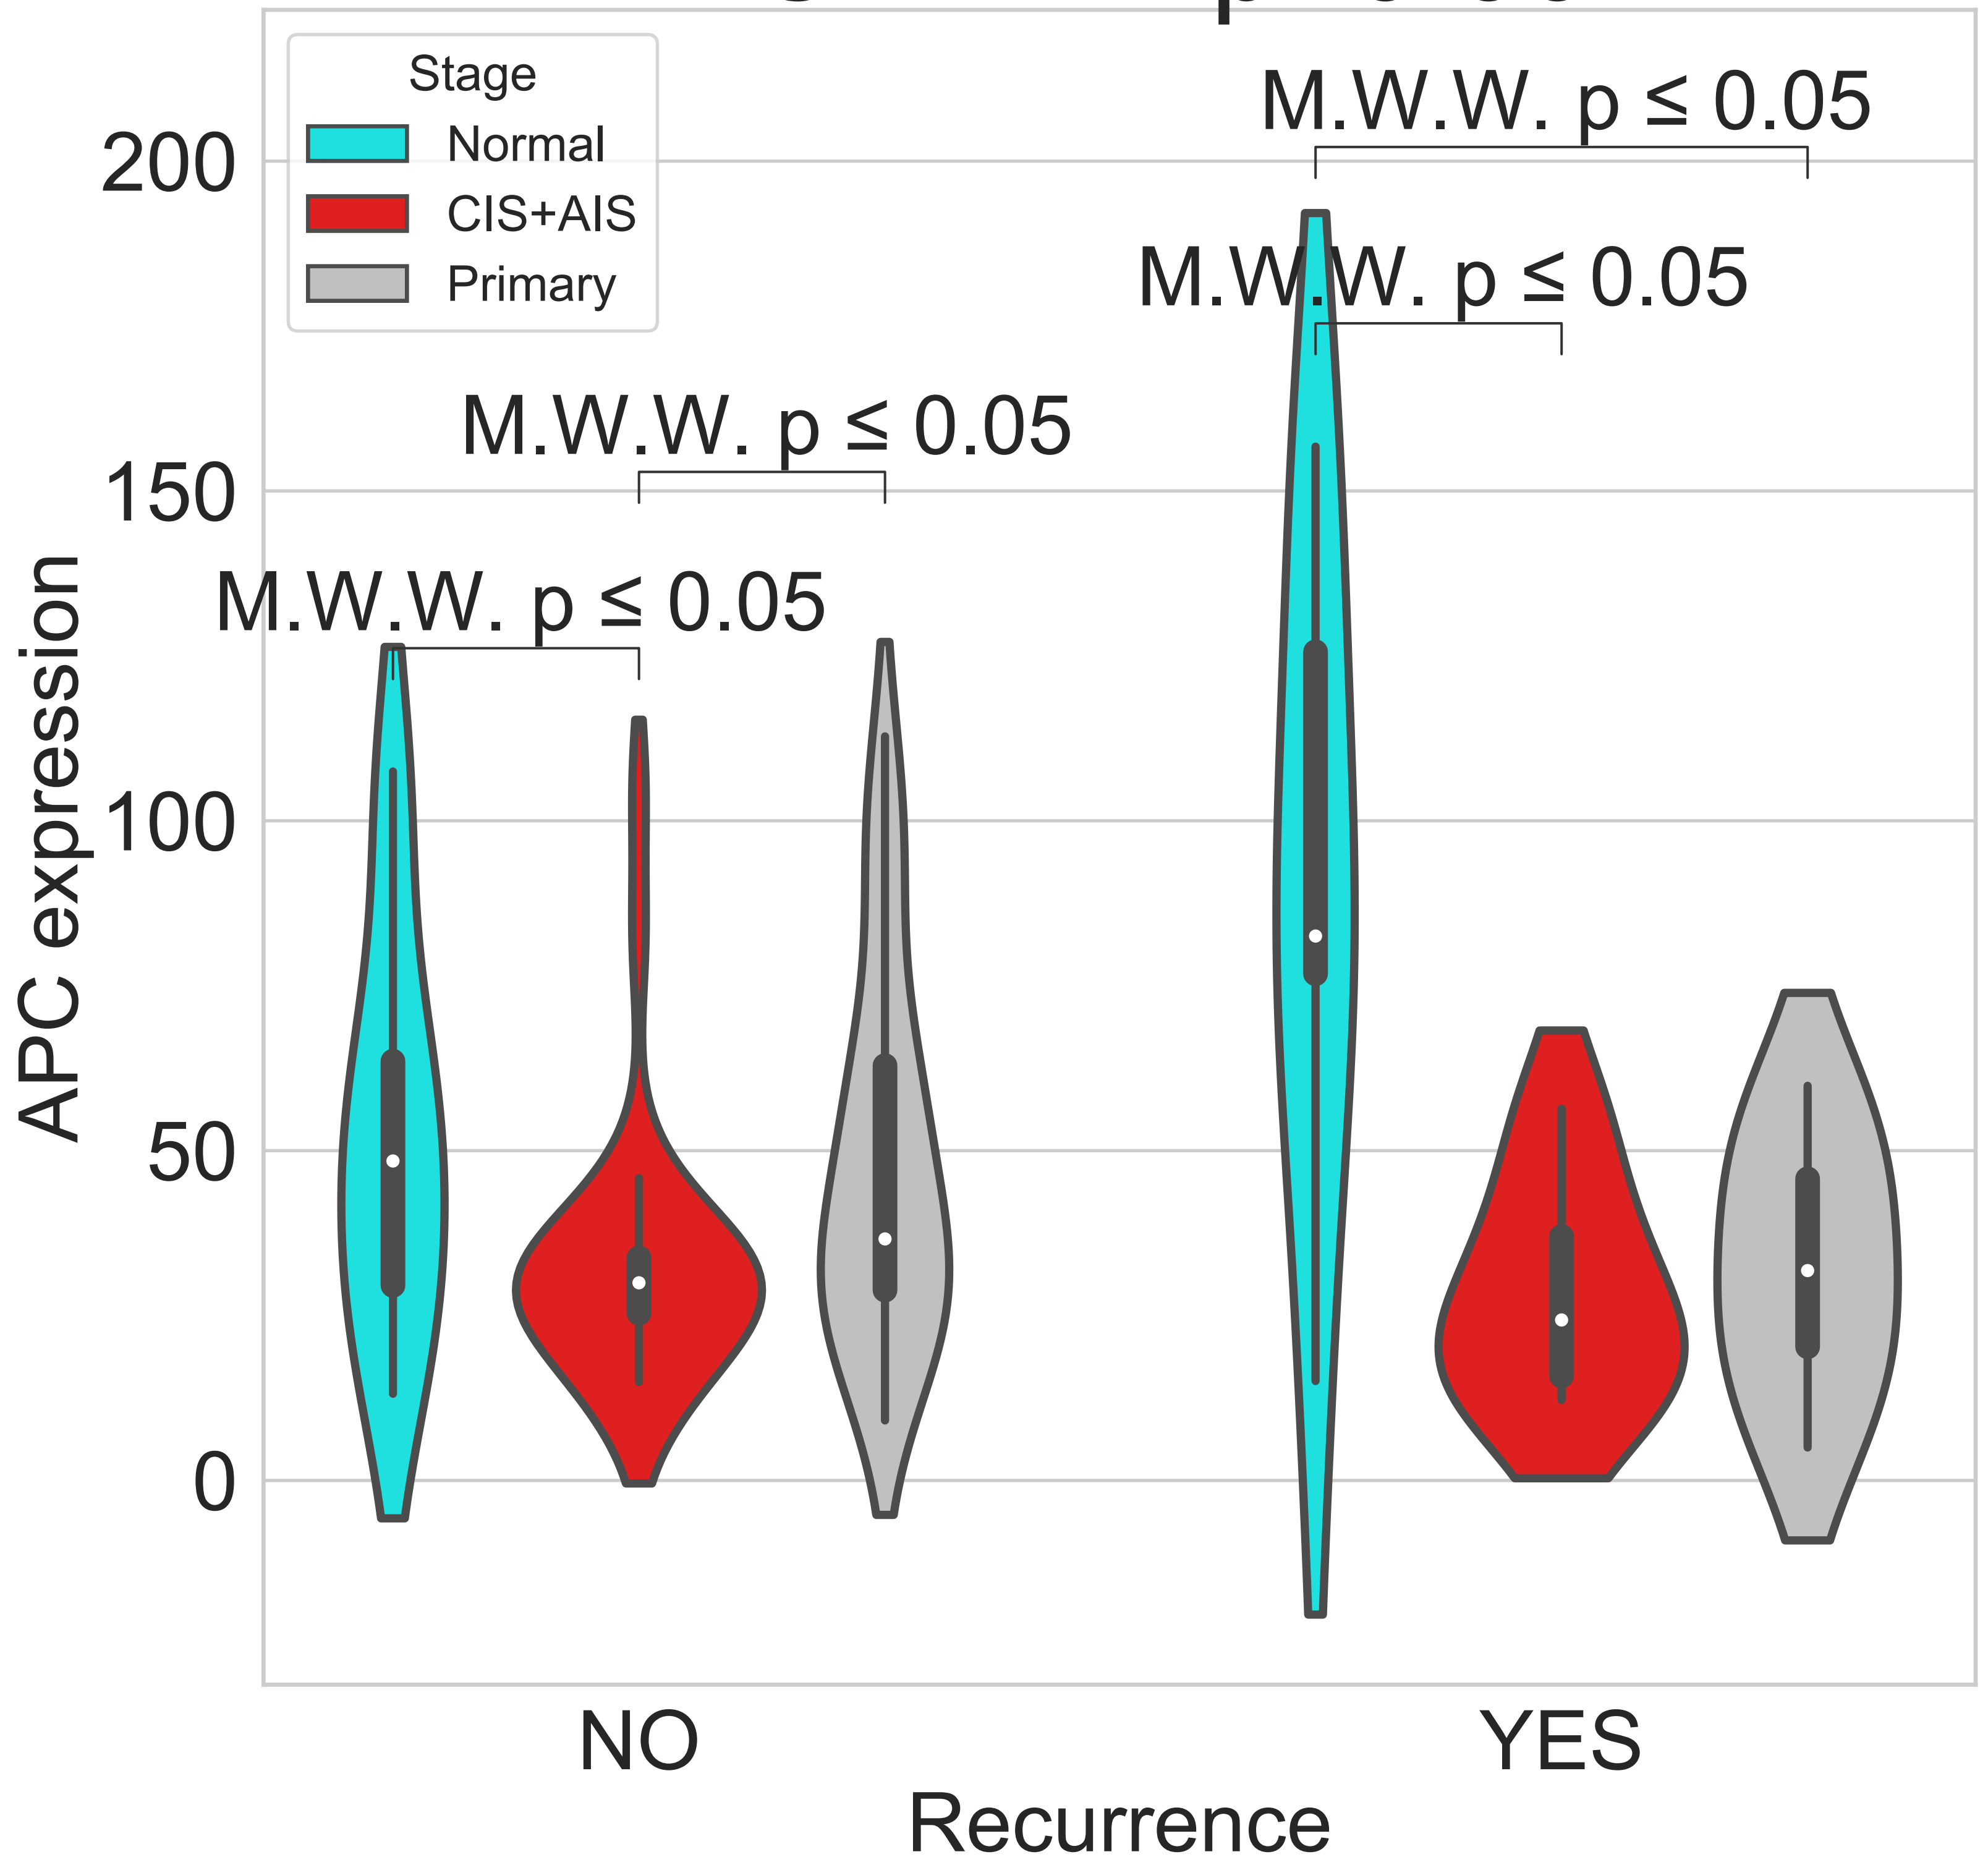 Stage
Normal
CIS+AIS
Primary
M.W.W. p ≤ 0.05
M.W.W. p ≤ 0.05
M.W.W. p ≤ 0.05
M.W.W. p ≤ 0.05
200
150
100
50
0
APC expression
NO
YES
Recurrence